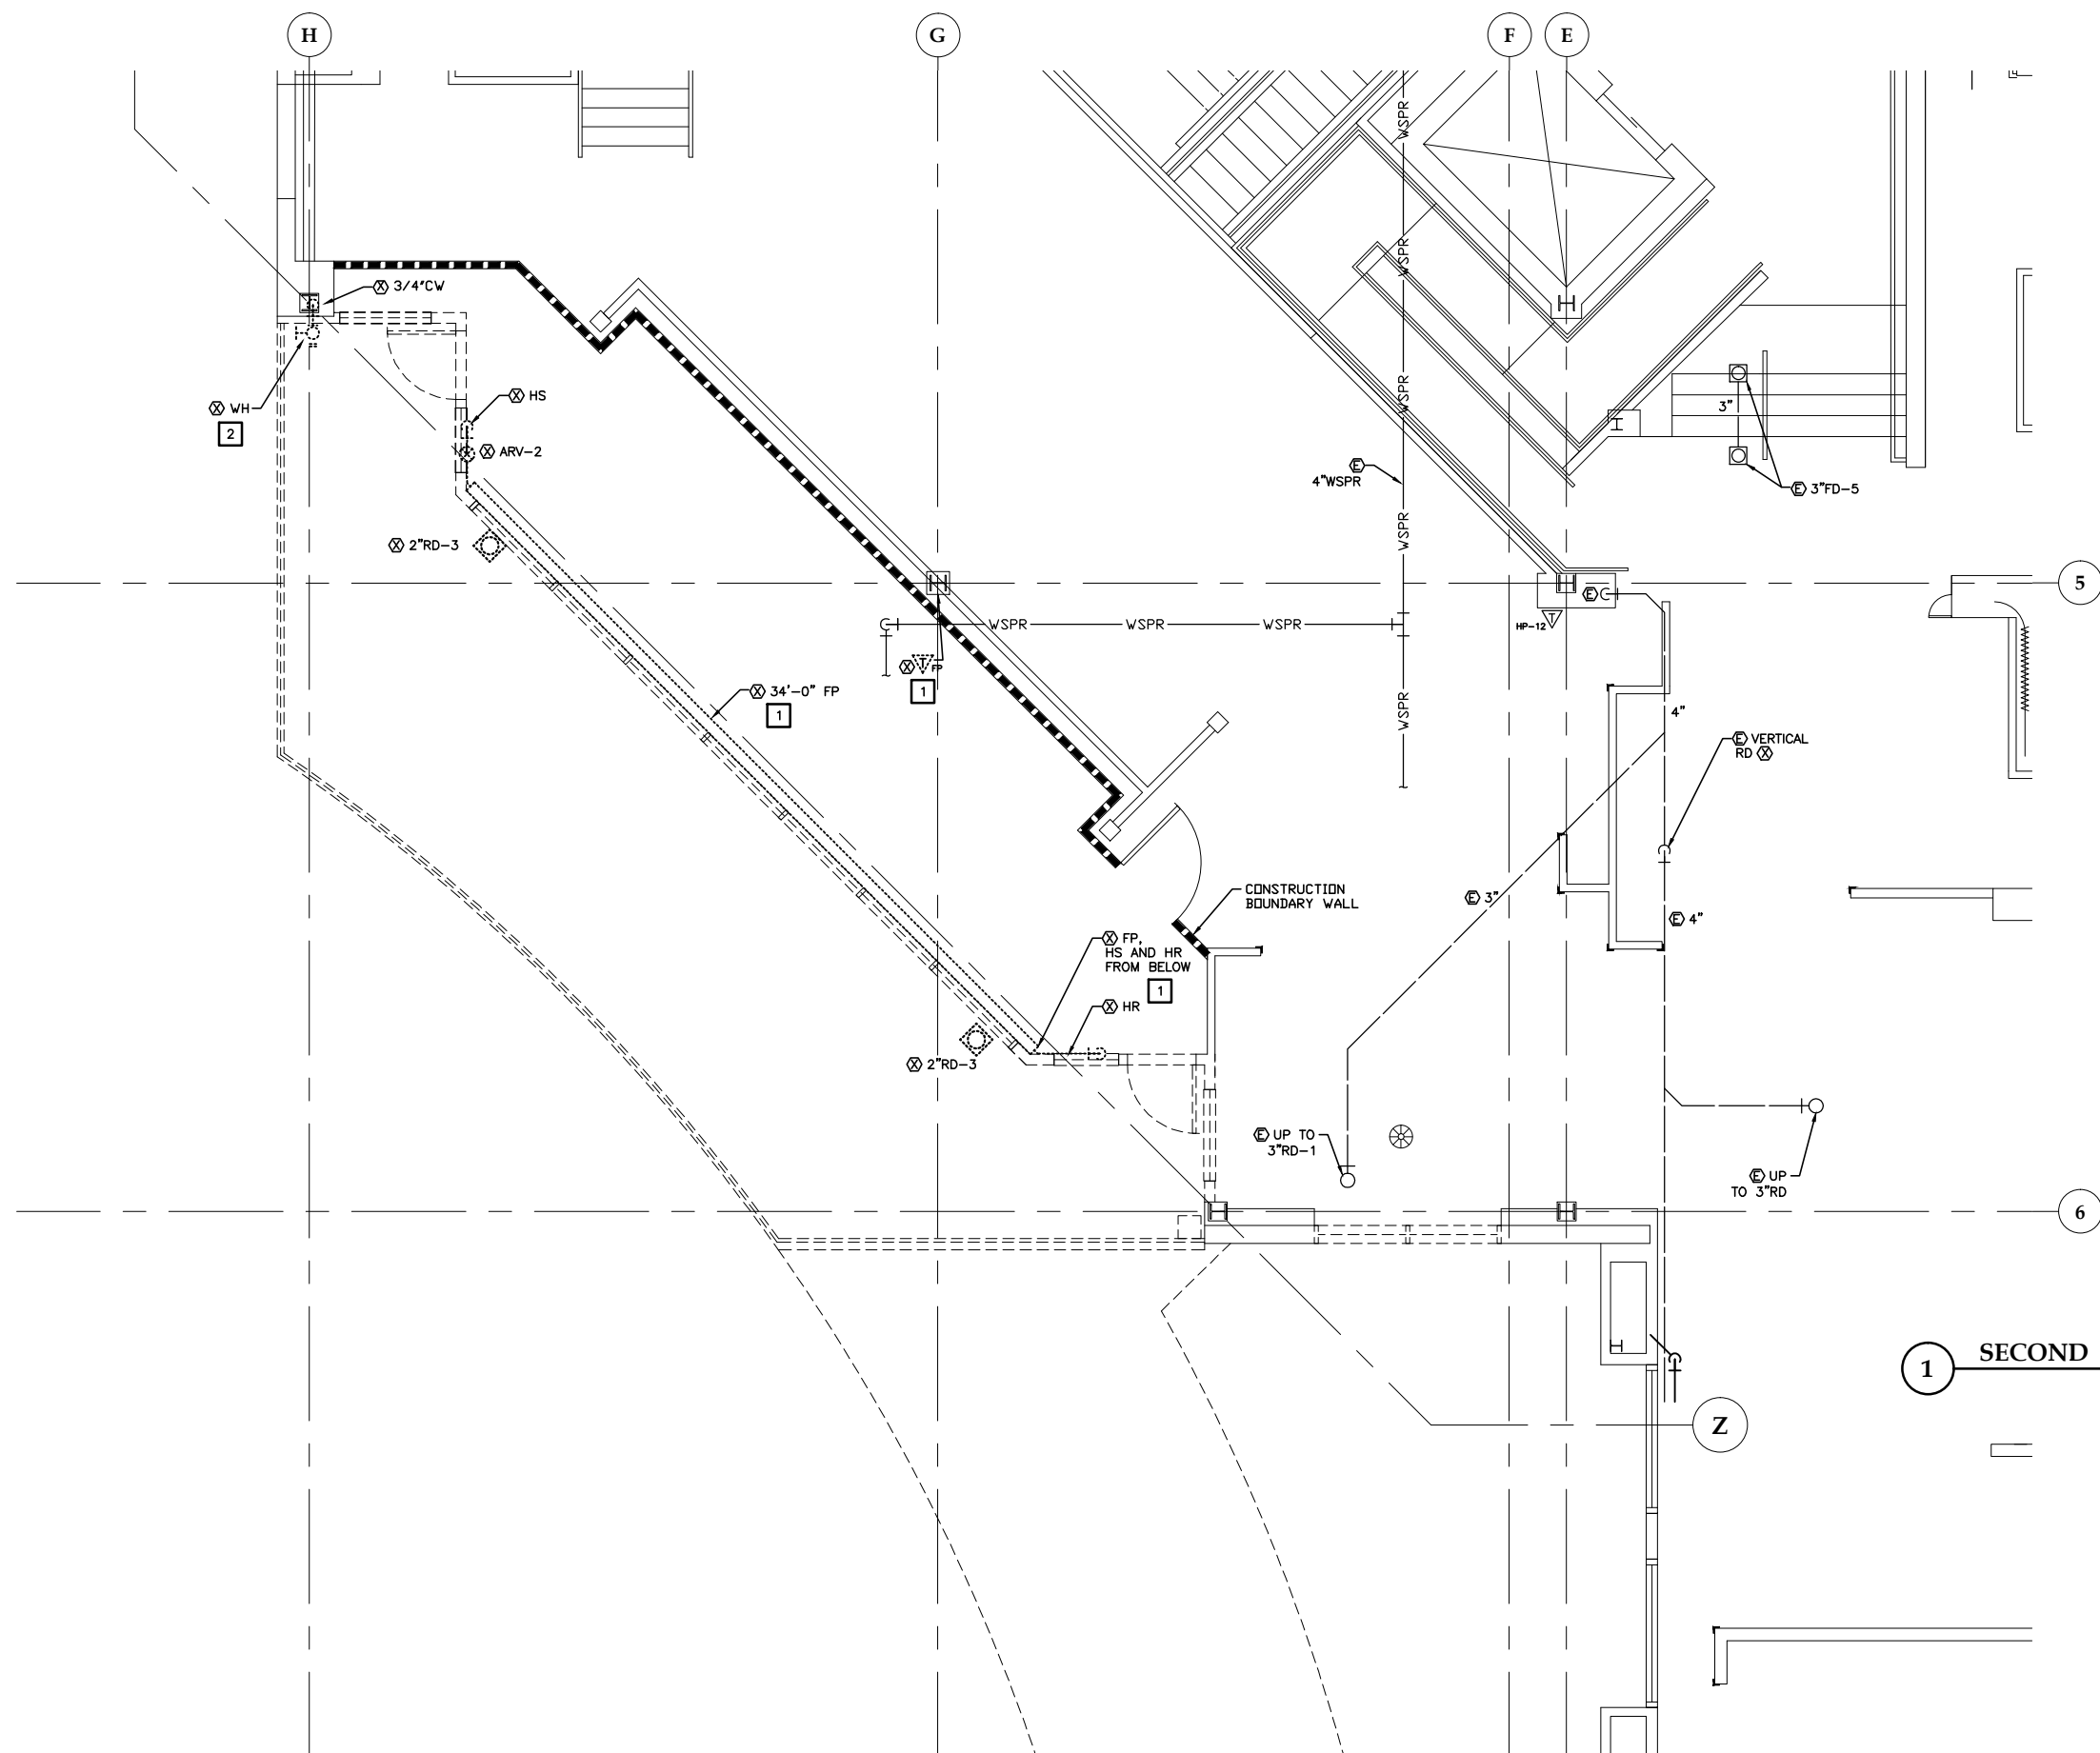 H
G
F
E
WSPR
WSPR
WSPR
WSPR
WSPR
H
X 3/4"CW
X WH
2
X HS
X ARV-2
X 2"RD-3
E
4"WSPR
3"
E 3"FD-5
H
5
E
HP-12
T
WSPR
WSPR
WSPR
X T FP
1
X 34'-0" FP
1
4"
E VERTICAL
RD X
CONSTRUCTION
BOUNDARY WALL
E 3"
E 4"
X FP,
HS AND HR
FROM BELOW
1
X HR
X 2"RD-3
E UP TO
3"RD-1
E UP
TO 3"RD
6
1
SECOND
Z